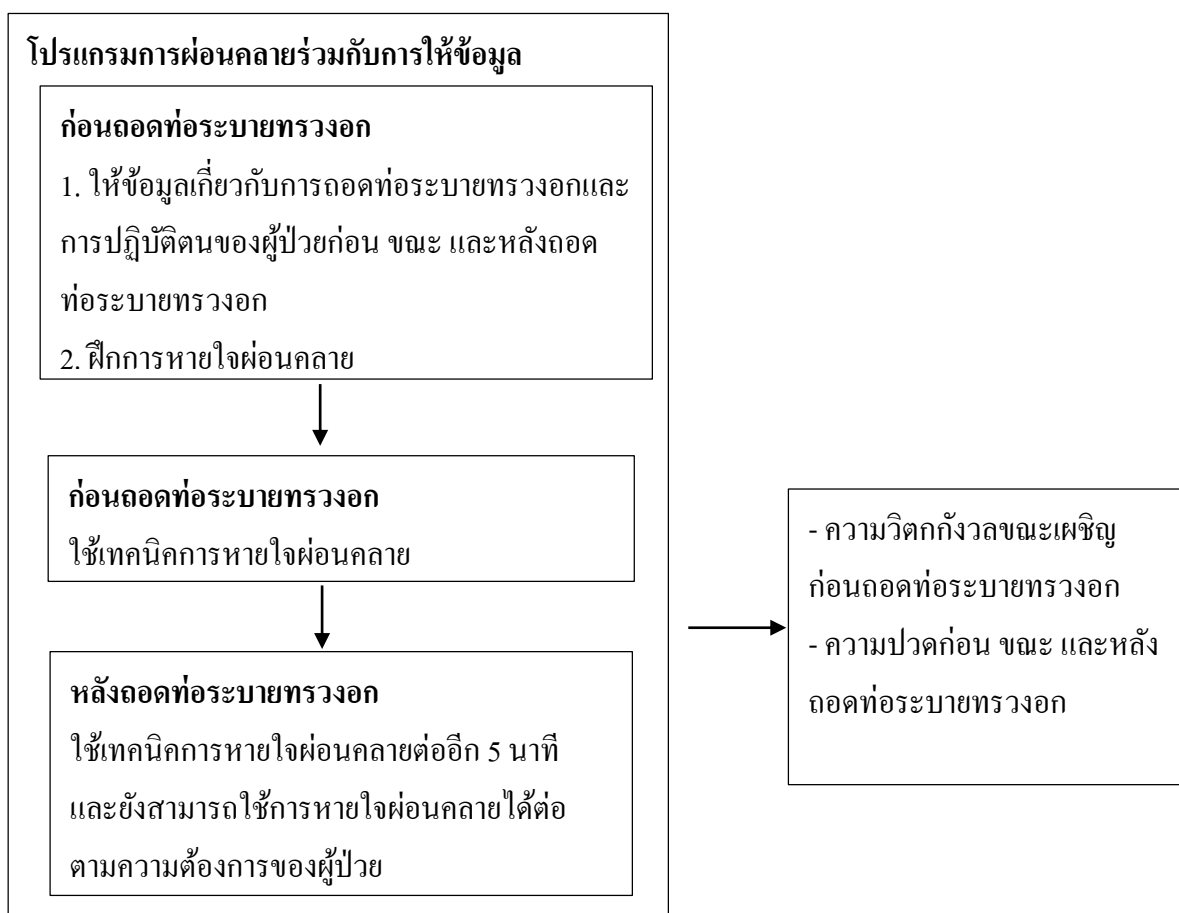 โปรแกรมการผ่อนคลายร่วมกับการให้ข้อมูล
ก่อนถอดท่อระบายทรวงอก
1. ให้ข้อมูลเกี่ยวกับการถอดท่อระบายทรวงอกและ
การปฏิบัติตนของผู้ป่วยก่อน ขณะ และหลังถอด
ท่อระบายทรวงอก
2. ฝึกการหายใจผ่อนคลาย
ก่อนถอดท่อระบายทรวงอก
ใช้เทคนิคการหายใจผ่อนคลาย
หลังถอดท่อระบายทรวงอก
ใช้เทคนิคการหายใจผ่อนคลายต่ออีก 5 นาที
และยังสามารถใช้การหายใจผ่อนคลายได้ต่อ
ตามความต้องการของผู้ป่วย
- ความวิตกกังวลขณะเผชิญ
ก่อนถอดท่อระบายทรวงอก
- ความปวดก่อน ขณะ และหลัง
ถอดท่อระบายทรวงอก